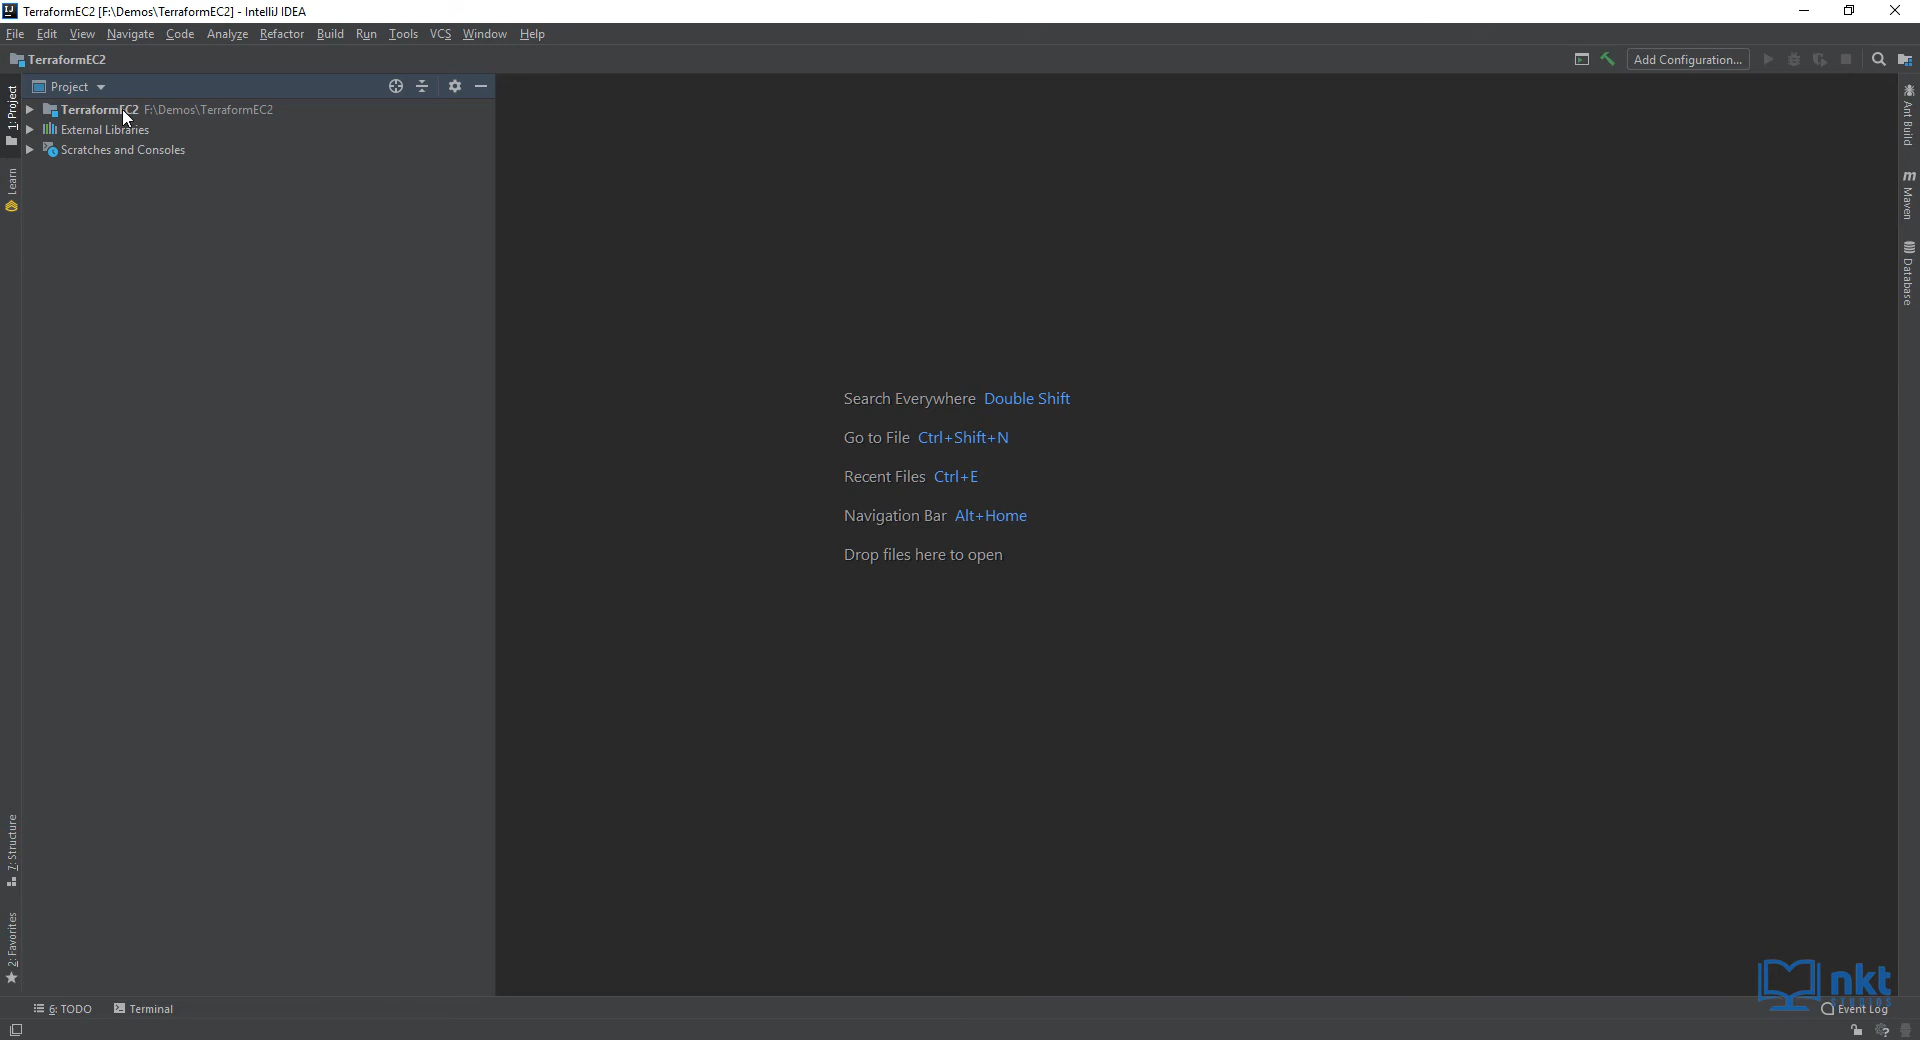 TerraformEC2 [F:\Demos\TerraformEC2] - IntelliJ IDEA
File Edit View Navigate Code Analyze Refactor Build Run Tools VCS Window Help
TerraformEC2
Add Configuration...
Project
TerraformEC2 F:\Demos\TerraformEC2
External Libraries
Scratches and Consoles
1: Project
Learn
7: Structure
2: Favorites
Search Everywhere Double Shift
Go to File Ctrl+Shift+N
Recent Files Ctrl+E
Navigation Bar Alt+Home
Drop files here to open
Ant Build
m
Maven
Database
nkt
STUDIOS
6: TODO
Terminal
Event Log